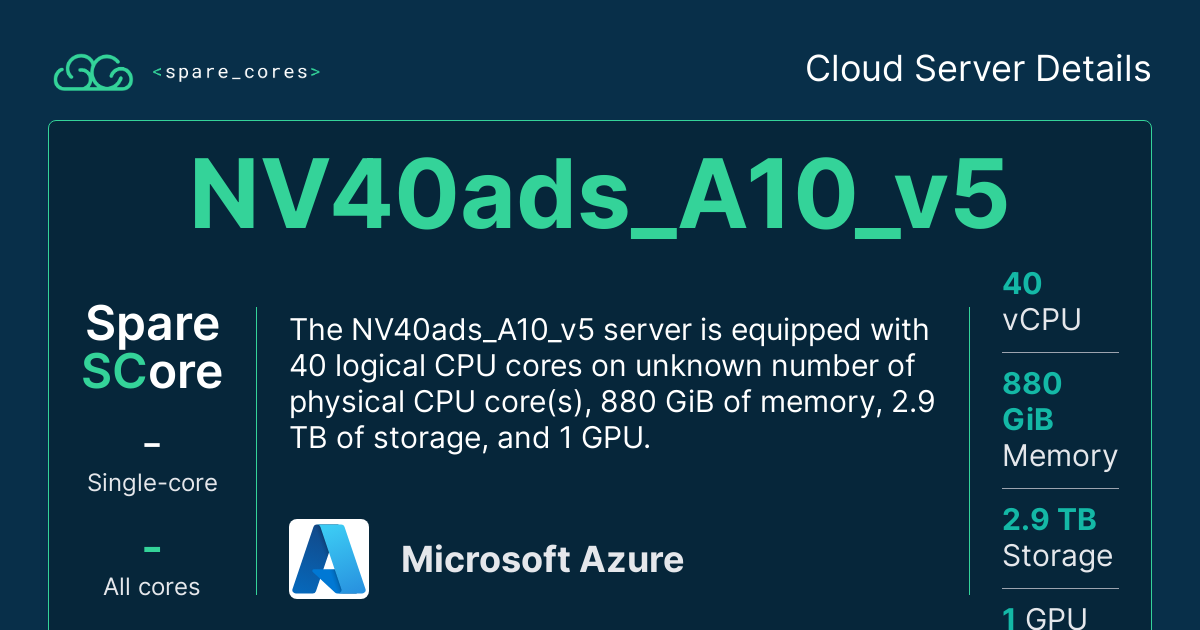 <spare_cores>
Cloud Server Details
NV40ads_A10_v5
Spare
SCore
-
Single-core
-
All cores
The NV40ads_A10_v5 server is equipped with
40 logical CPU cores on unknown number of
physical CPU core(s), 880 GiB of memory, 2.9
TB of storage, and 1 GPU.
Microsoft Azure
40
vCPU
880
GiB
Memory
2.9 TB
Storage
1 GPU